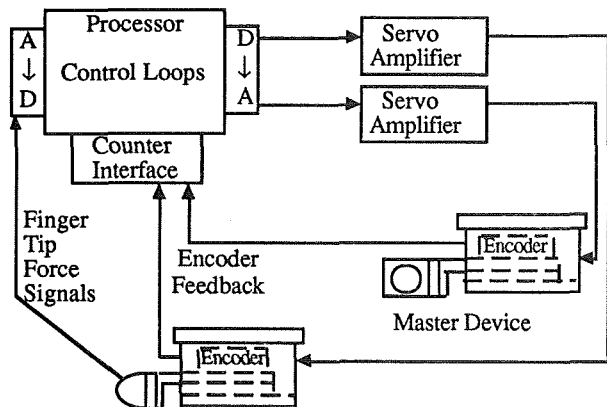 Processor
Control Loops
A
↓
D
D
↓
A
Servo
Amplifier
Servo
Amplifier
Counter
Interface
Finger
Tip
Force
Signals
Encoder
Feedback
Encoder
Master Device
Encoder